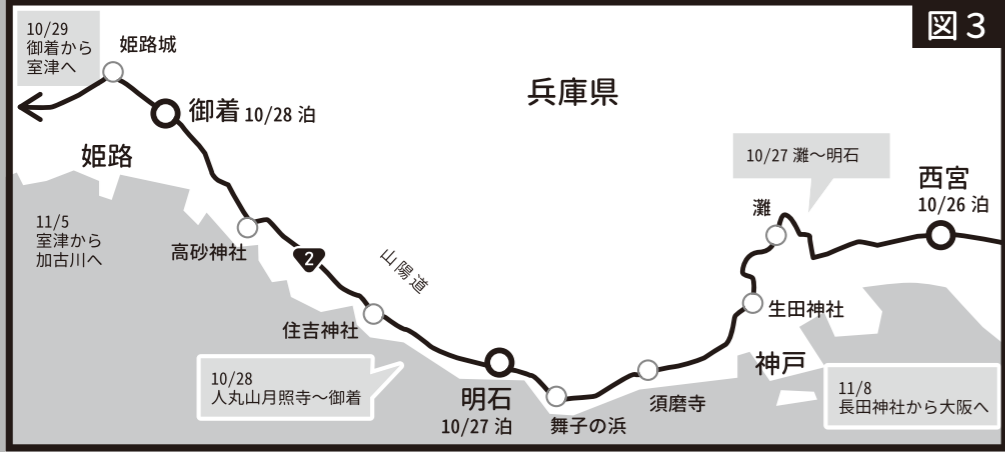 図3
10/29
御着から
室津へ
姫路城
御着 10/28 泊
兵庫県
姫路
10/27 灘〜明石
西宮
10/26 泊
灘
11/5
室津から
加古川へ
高砂神社
2
山陽道
生田神社
住吉神社
神戸
10/28
人丸山月照寺〜御着
明石
10/27 泊
舞子の浜
須磨寺
11/8
長田神社から大阪へ